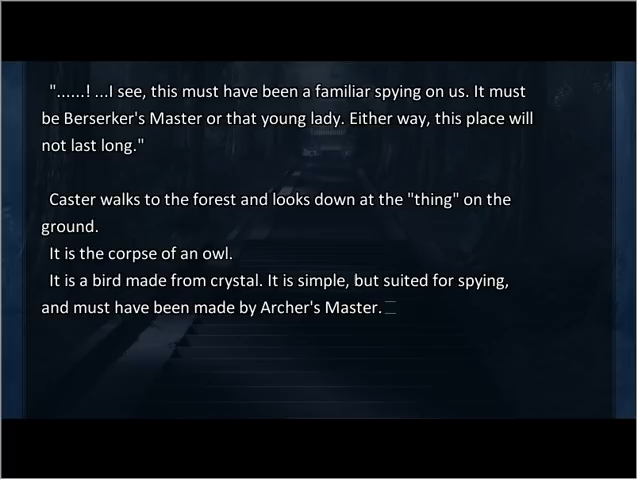 "......! ...I see, this must have been a familiar spying on us. It must
be Berserker's Master or that young lady. Either way, this place will
not last long."
Caster walks to the forest and looks down at the "thing" on the
ground.
It is the corpse of an owl.
It is a bird made from crystal. It is simple, but suited for spying,
and must have been made by Archer's Master.